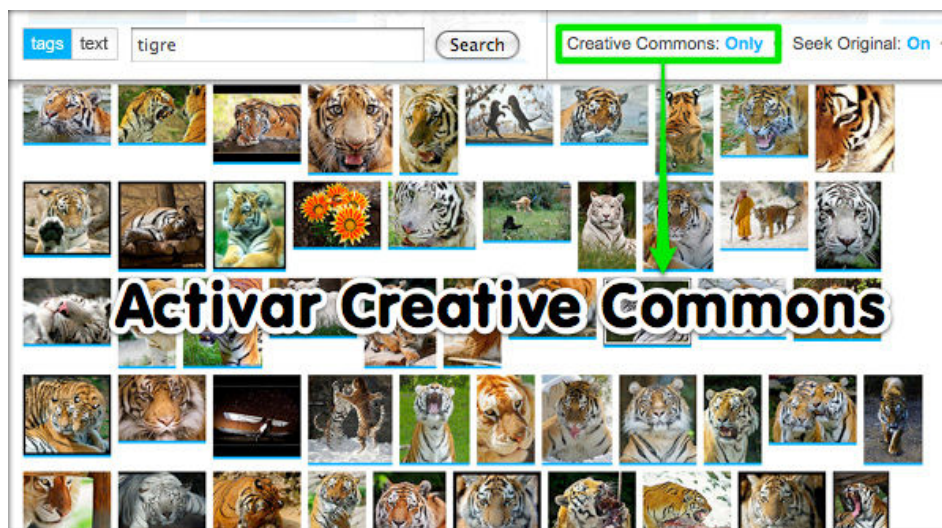 tags text tigre Search Creative Commons: Only Seek Original: On
Activar Creative Commons